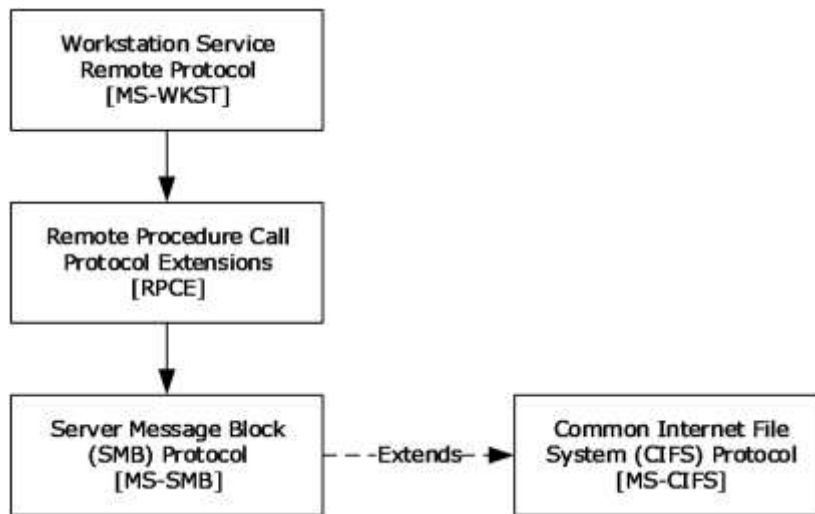 Workstation Service
Remote Protocol
[MS-WKST]
Remote Procedure Call
Protocol Extensions
[RPCE]
Server Message Block
(SMB) Protocol
[MS-SMB]
Extends
Common Internet File
System (CIFS) Protocol
[MS-CIFS]